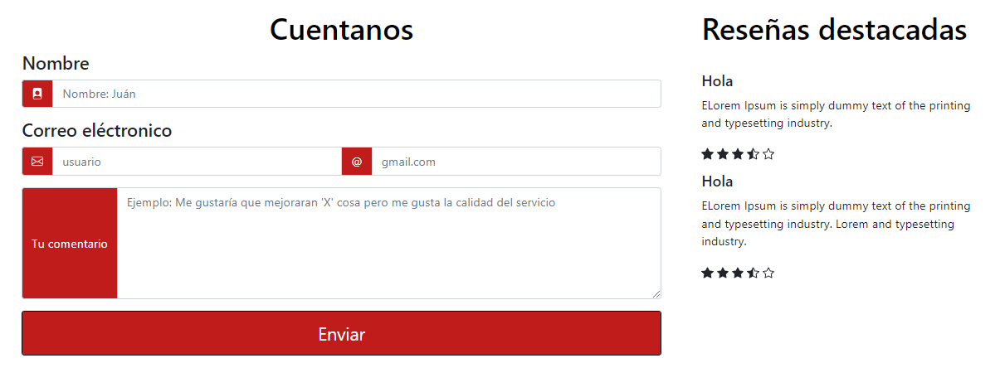 Cuentanos
Nombre
Nombre: Juán
Correo eléctronico
usuario
@
gmail.com
Tu comentario
Ejemplo: Me gustaría que mejoraran 'X' cosa pero me gusta la calidad del servicio
Enviar
Reseñas destacadas
Hola
ELorem Ipsum is simply dummy text of the printing
and typesetting industry.
Hola
ELorem Ipsum is simply dummy text of the printing
and typesetting industry. Lorem and typesetting
industry.